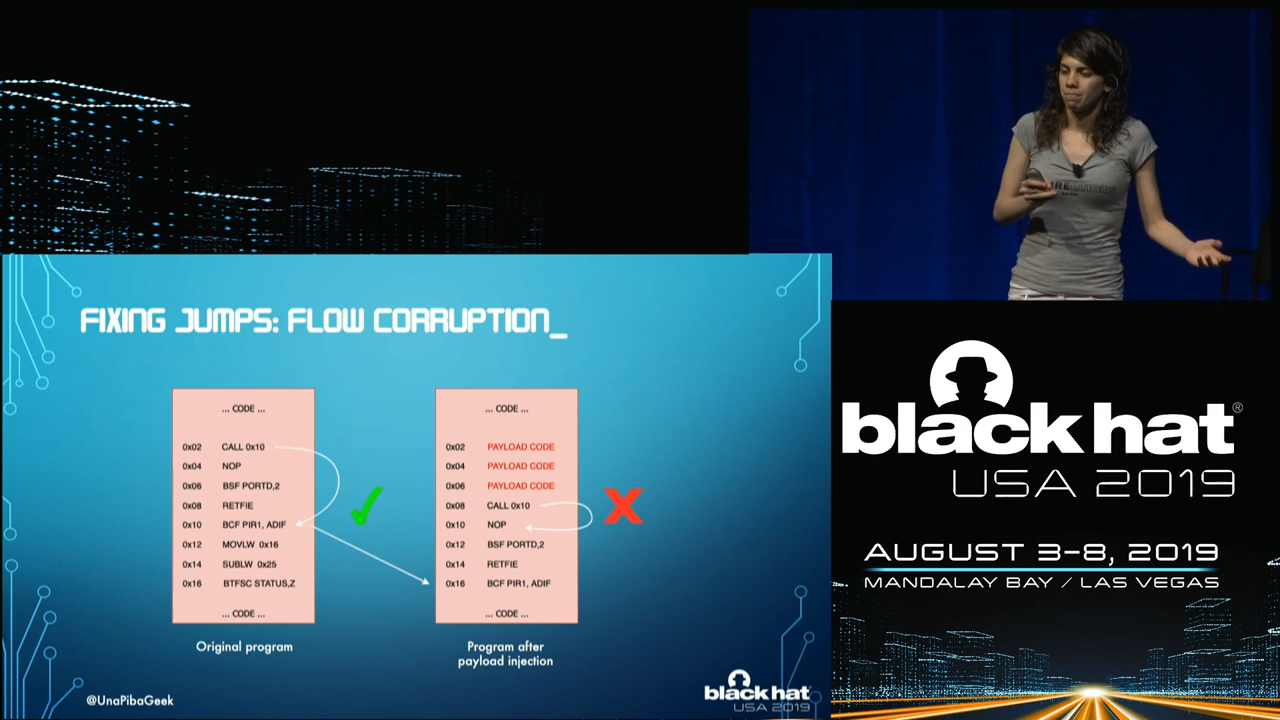 FIXING JUMPS: FLOW CORRUPTION_
... CODE ...
0x02 CALL 0x10
0x04 NOP
0x06 BSF PORTD,2
0x08 RETFIE
0x10 BCF PIR1, ADIF
0x12 MOVLW 0x16
0x14 SUBLW 0x25
0x16 BTFSC STATUS,Z
... CODE ...
Original program
... CODE ...
0x02 PAYLOAD CODE
0x04 PAYLOAD CODE
0x06 PAYLOAD CODE
0x08 CALL 0x10
0x10 NOP
0x12 BSF PORTD,2
0x14 RETFIE
0x16 BCF PIR1, ADIF
... CODE ...
Program after
payload injection
@UnaPibaGeek
black hat
USA 2019
black hat®
USA 2019
AUGUST 3-8, 2019
MANDALAY BAY / LAS VEGAS